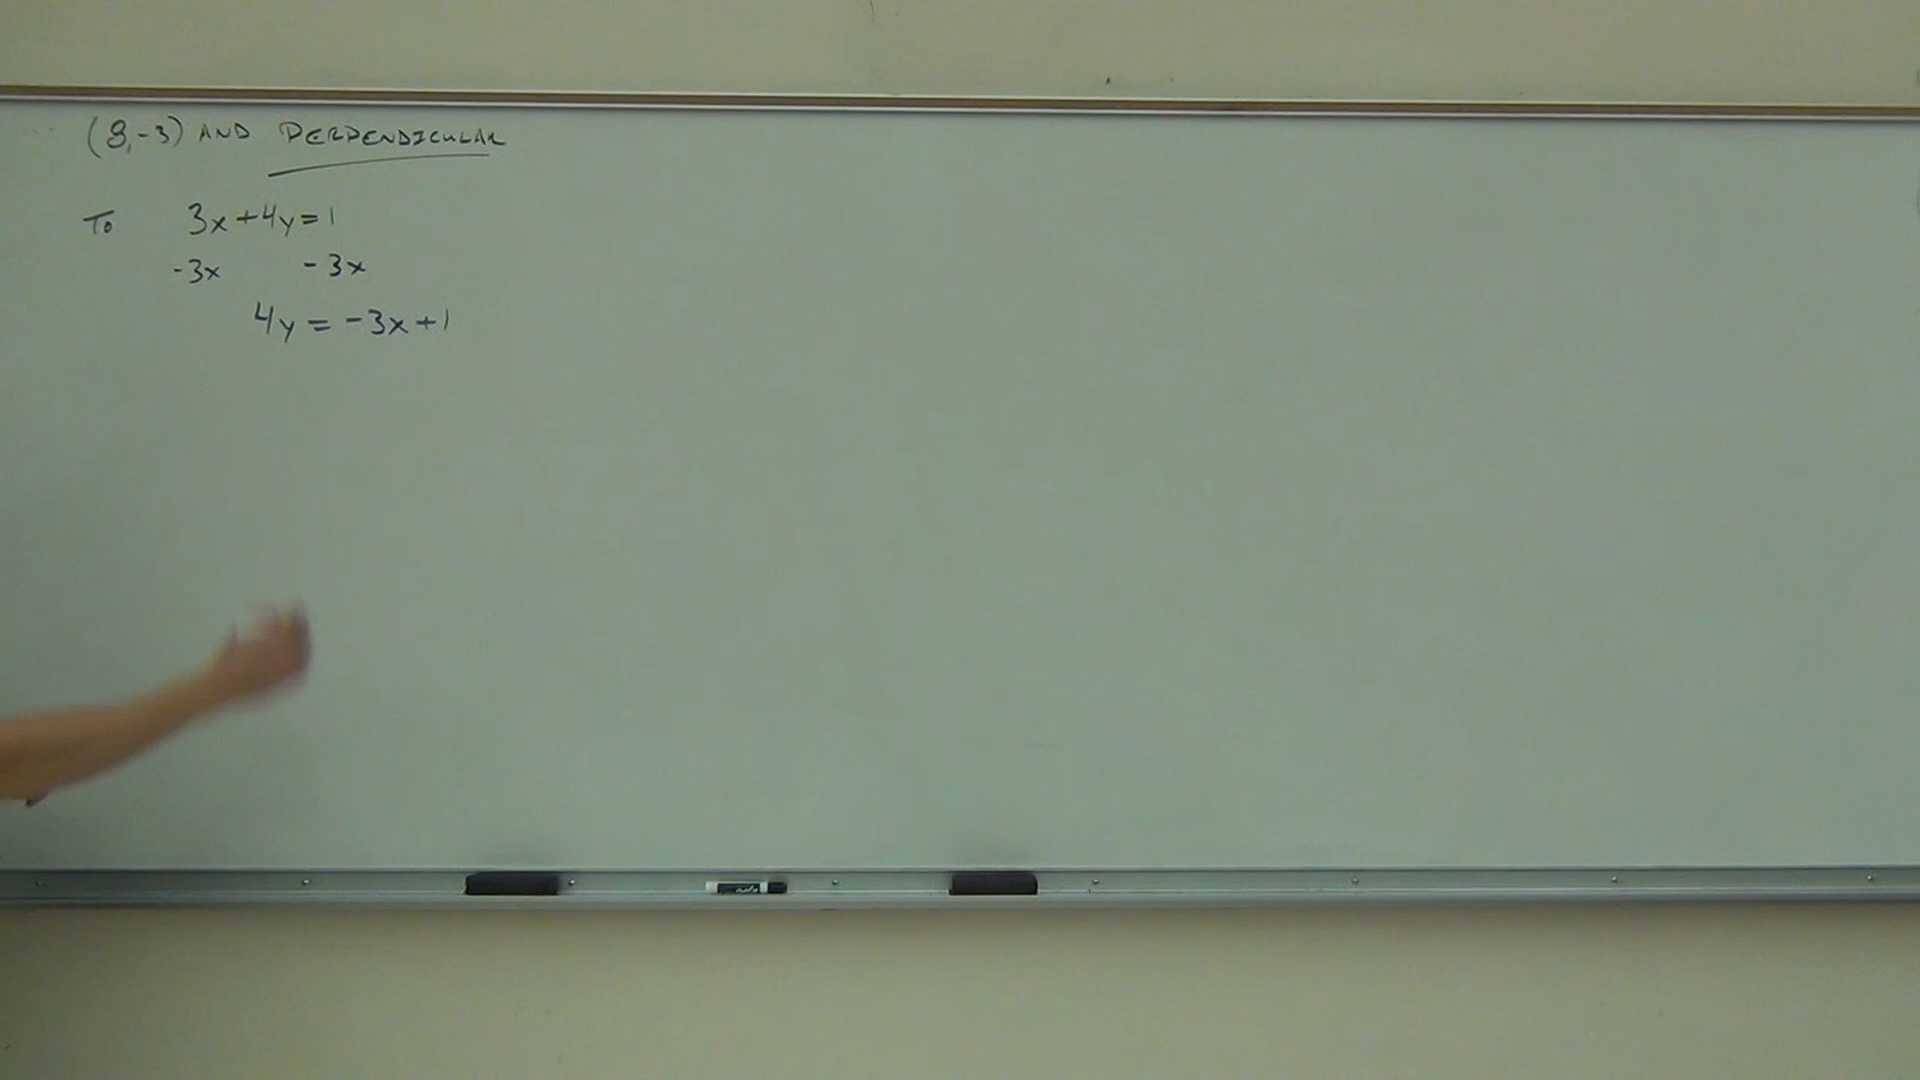 (8,-3) AND PERPENDICULAR
To 3x+4y=1
-3x -3x
4y = -3x+1